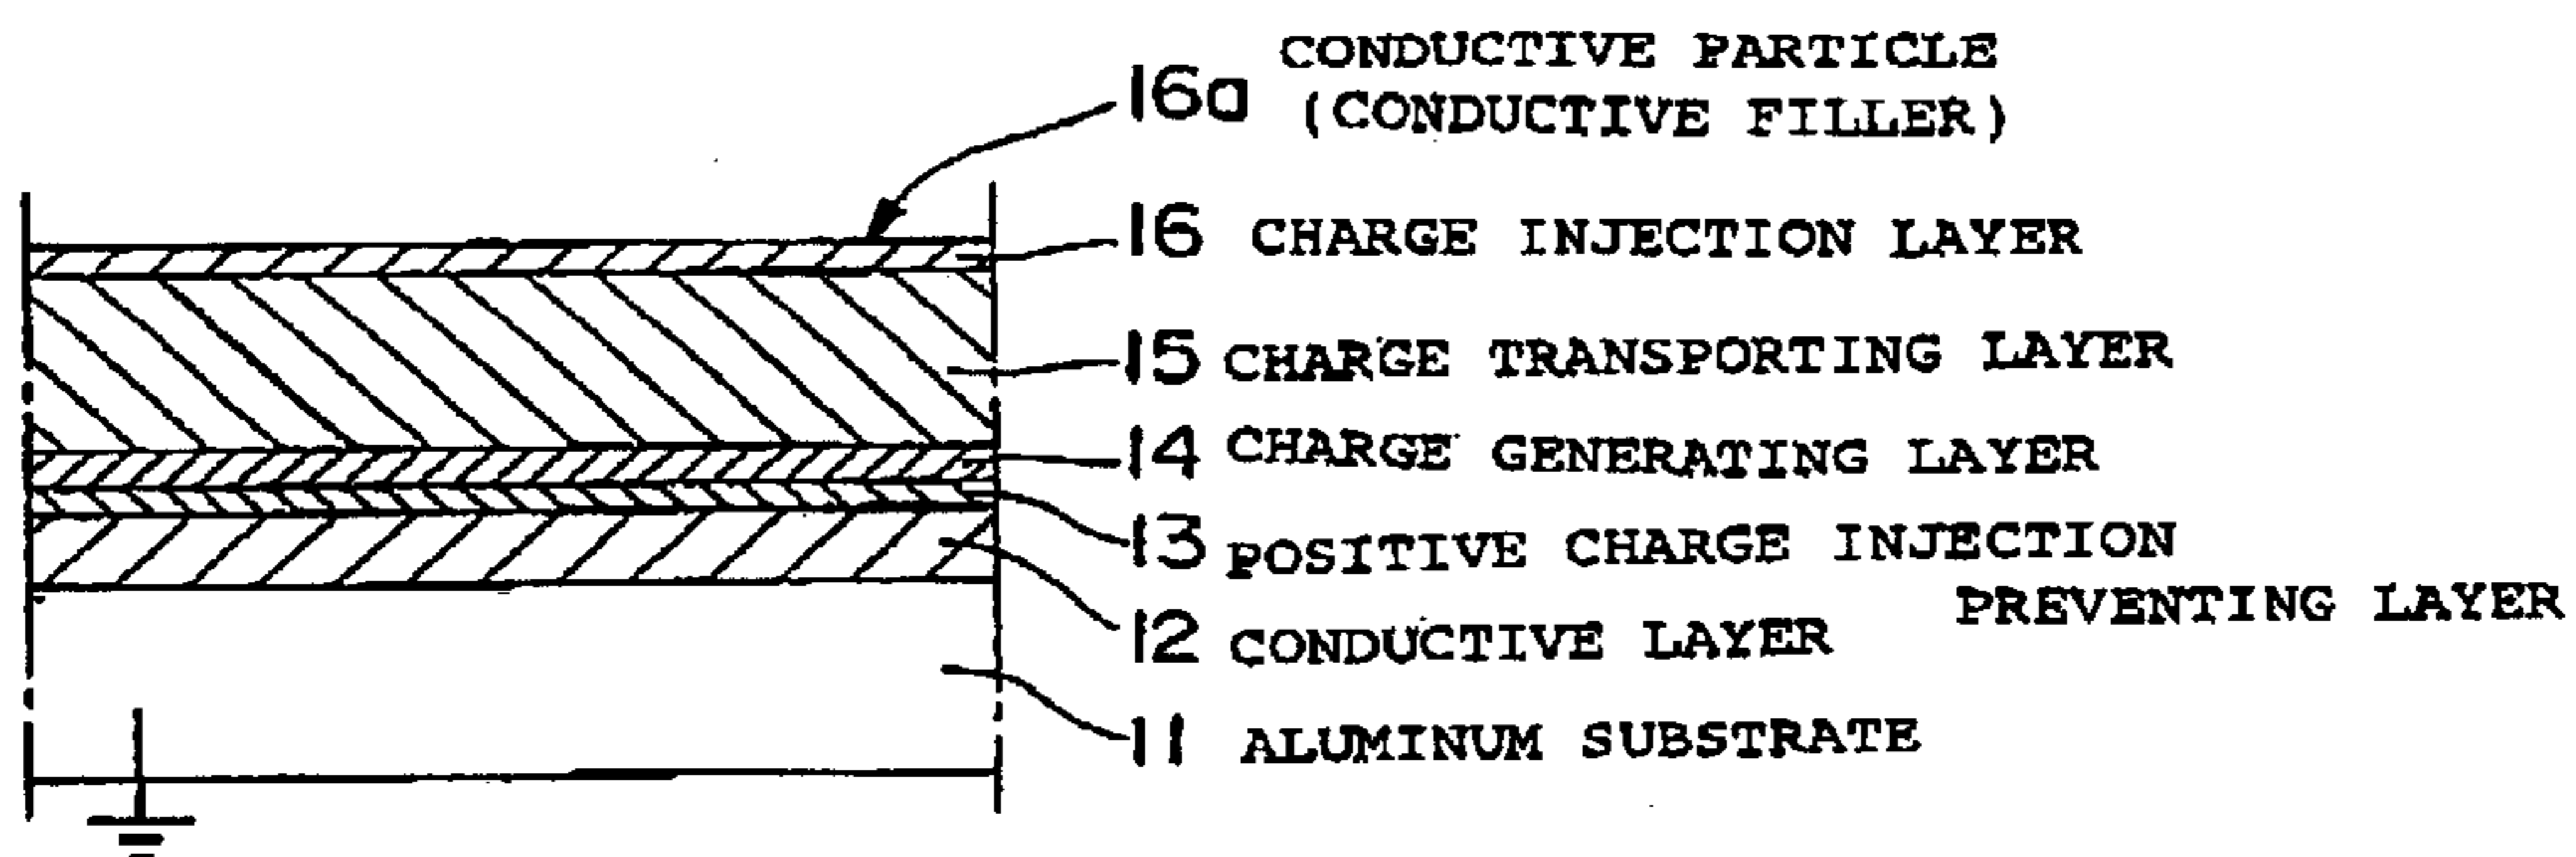 16a CONDUCTIVE PARTICLE
(CONDUCTIVE FILLER)
16 CHARGE INJECTION LAYER
15 CHARGE TRANSPORTING LAYER
14 CHARGE GENERATING LAYER
13 POSITIVE CHARGE INJECTION
PREVENTING LAYER
12 CONDUCTIVE LAYER
11 ALUMINUM SUBSTRATE